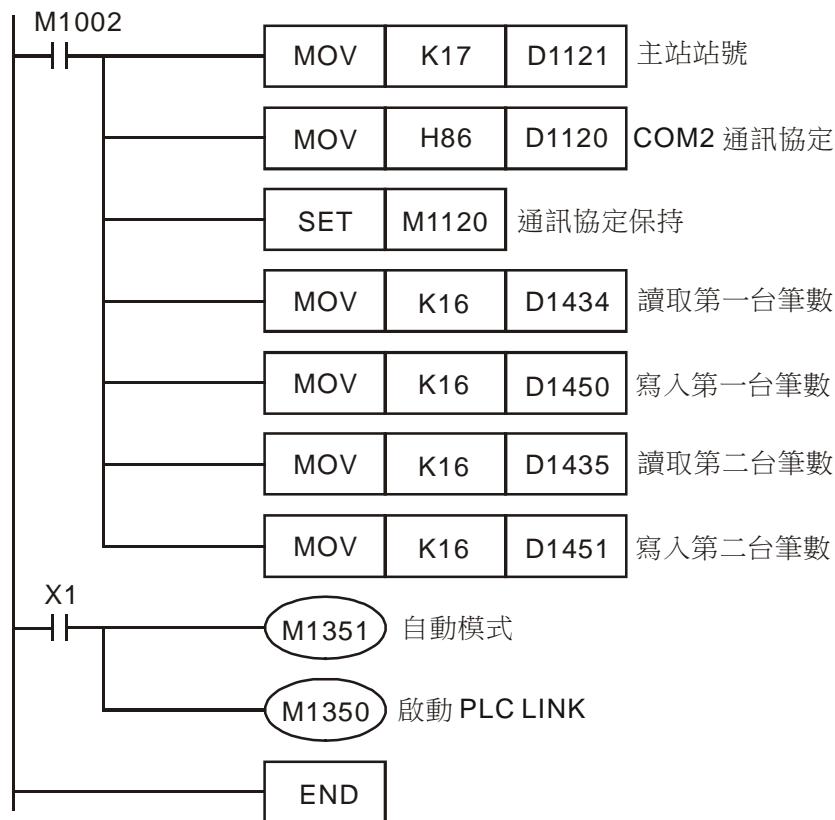 M1002
MOV K17 D1121 主站站號
MOV H86 D1120 COM2 通訊協定
SET M1120 通訊協定保持
MOV K16 D1434 讀取第一台筆數
MOV K16 D1450 寫入第一台筆數
MOV K16 D1435 讀取第二台筆數
MOV K16 D1451 寫入第二台筆數
X1
M1351 自動模式
M1350 啟動 PLC LINK
END